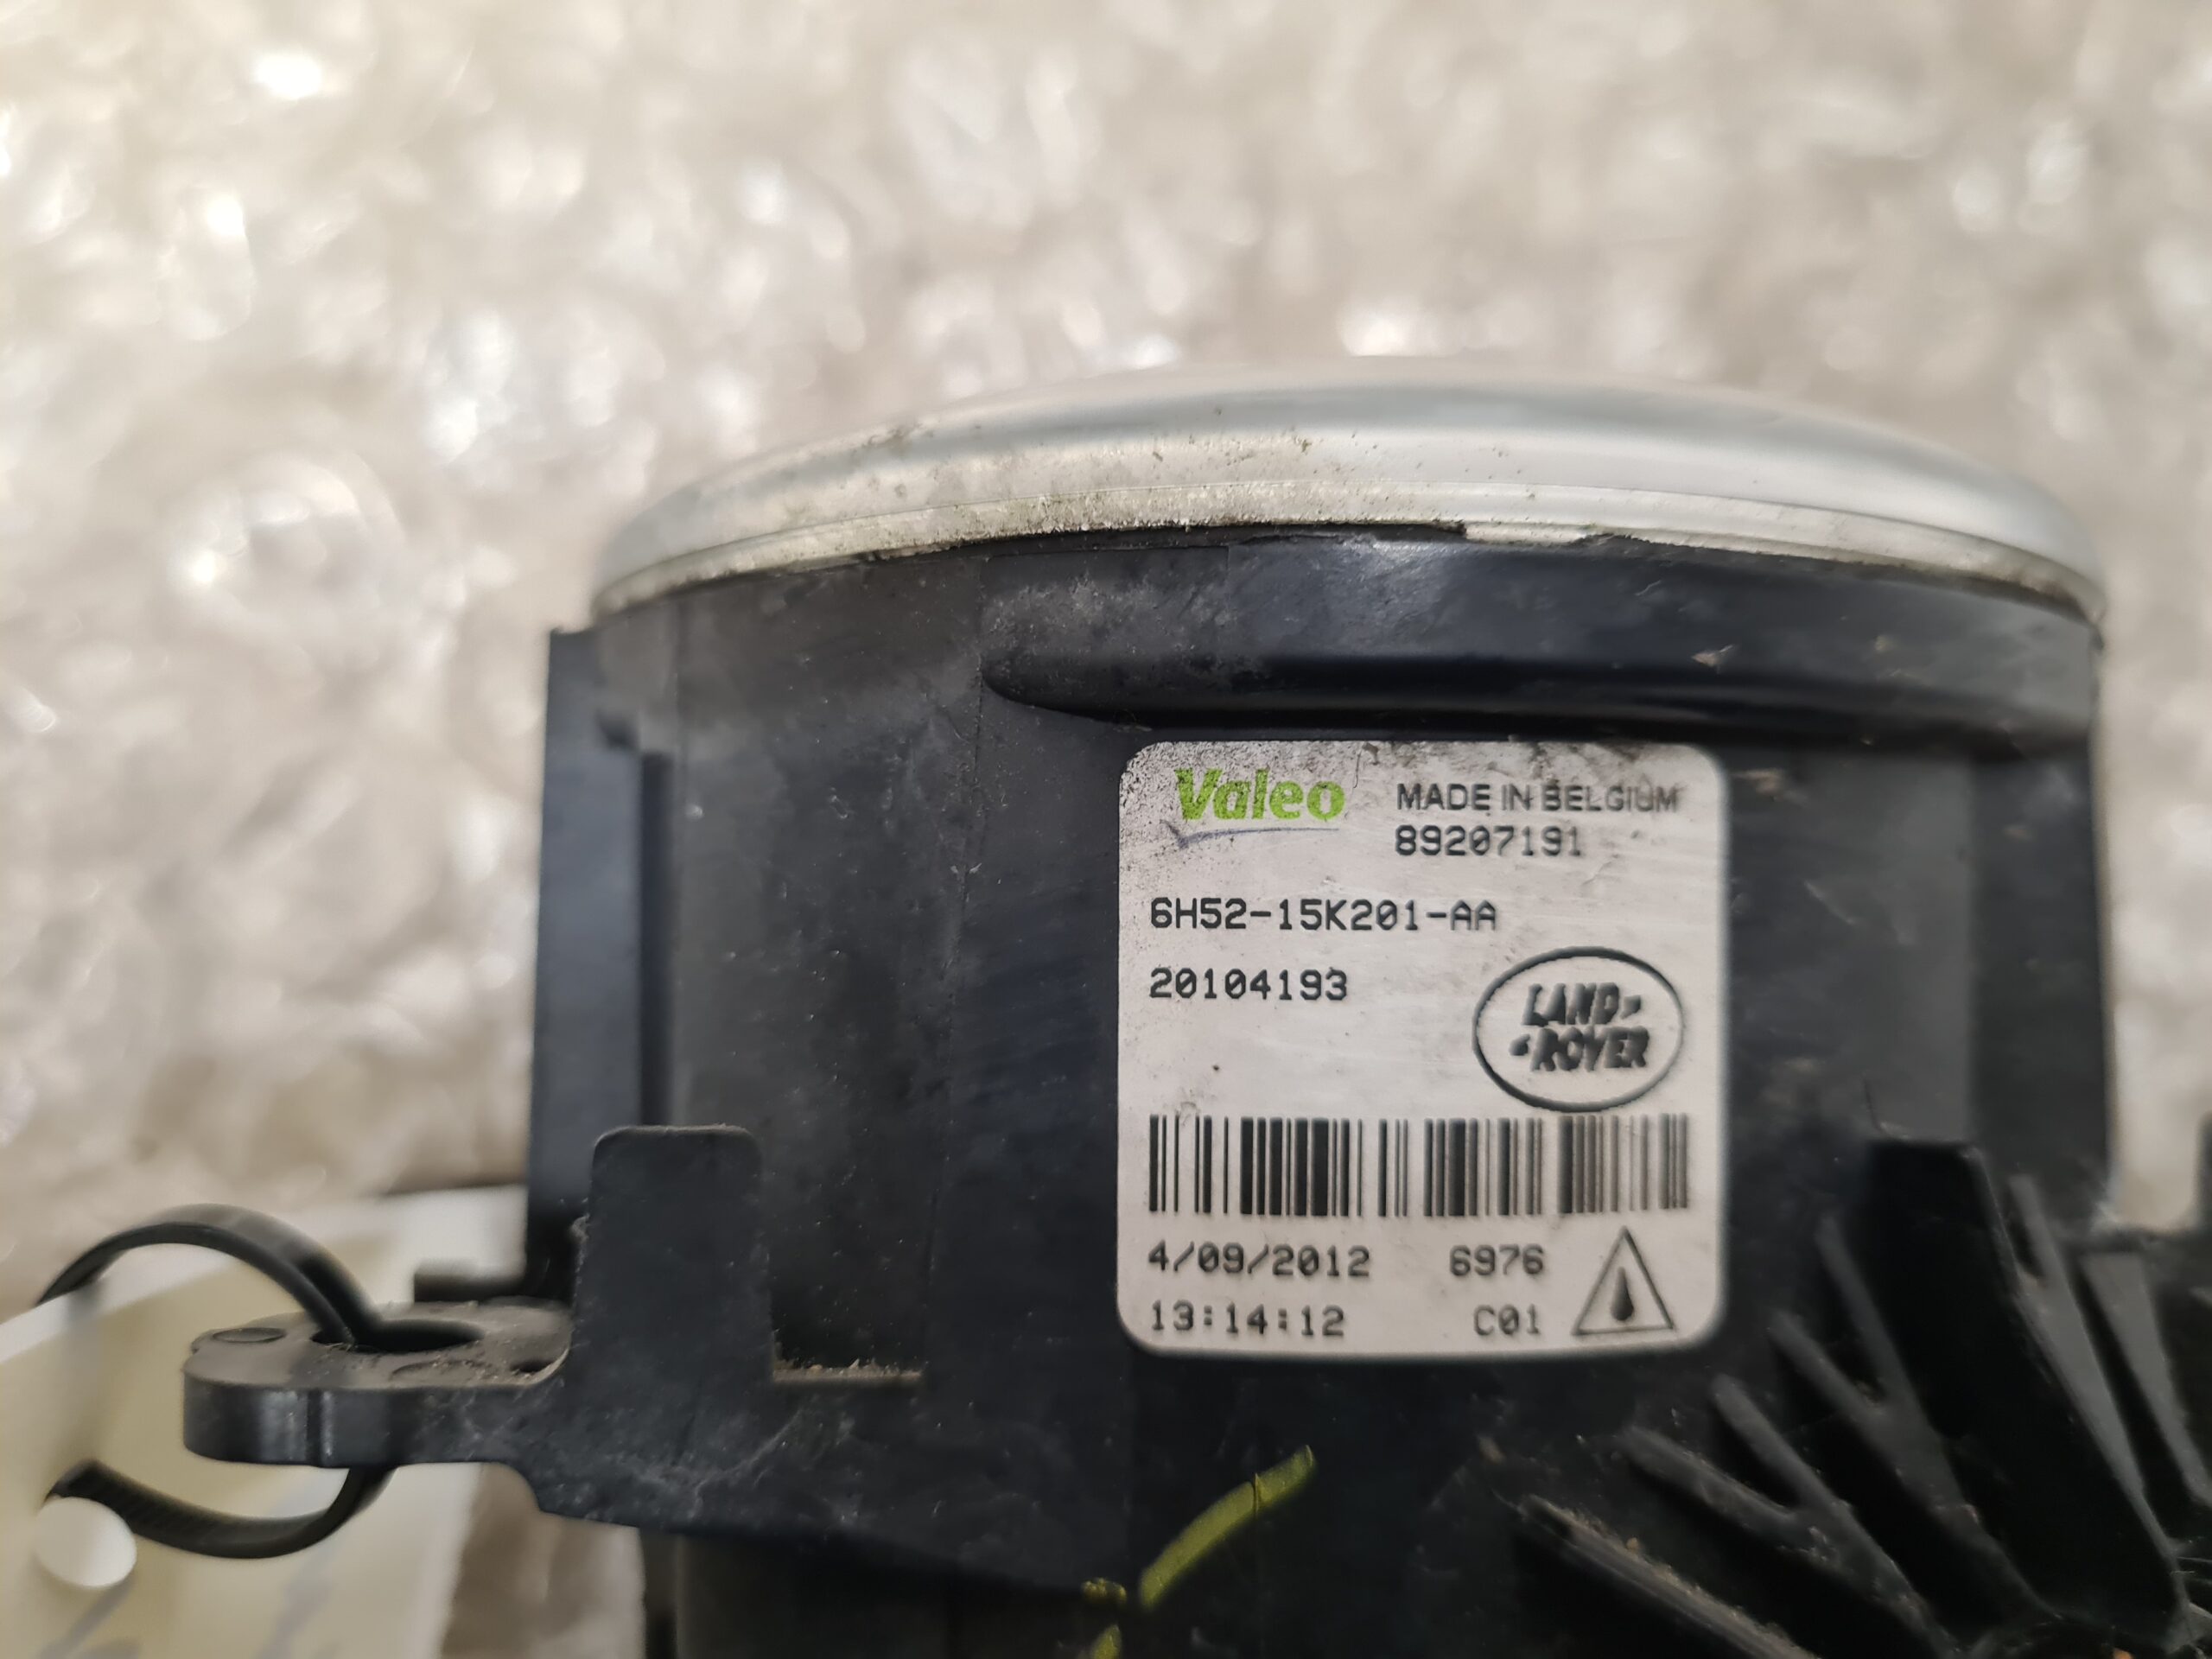 Valeo
MADE IN BELGIUM
89207191
6H52-15K201-AA
20104193
LAND-
-ROVER
4/09/2012 6976
13:14:12 C01